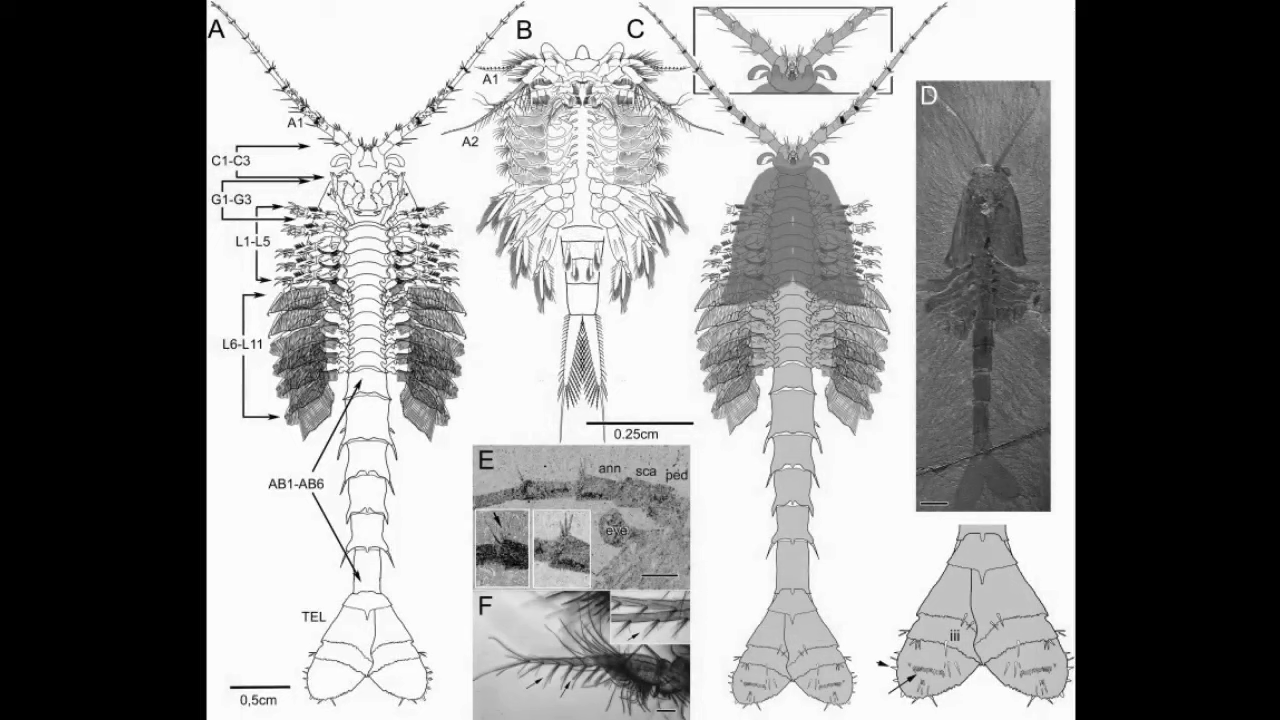 A
B
C
D
A1
A1
A2
C1-C3
G1-G3
L1-L5
L6-L11
0.25cm
E
ann
sca
ped
eye
AB1-AB6
F
TEL
iii
0,5cm